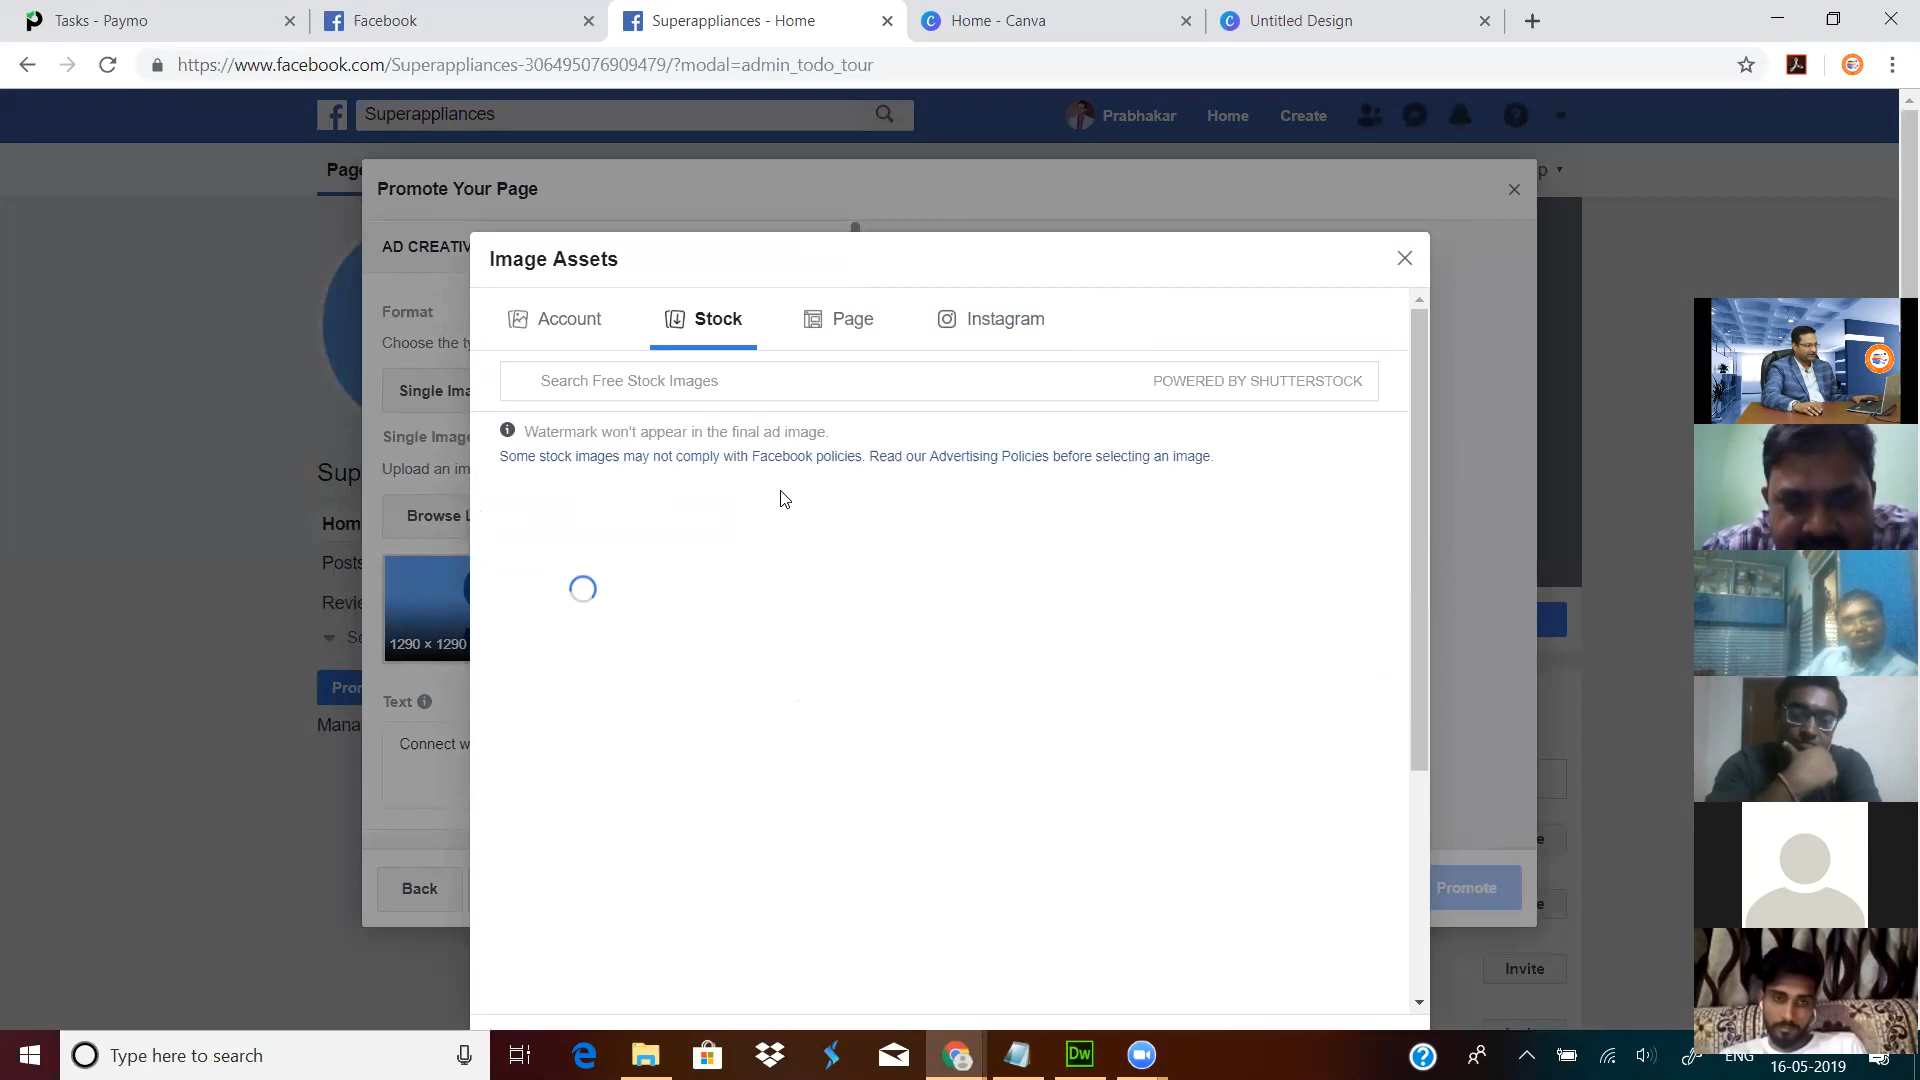 Tasks - Paymo
Facebook
Superappliances - Home
Home - Canva
Untitled Design
https://www.facebook.com/Superappliances-306495076909479/?modal=admin_todo_tour
Superappliances
Prabhakar
Home
Create
Page
Promote Your Page
AD CREATIV
Image Assets
Account
Stock
Page
Instagram
Format
Choose the ty
Search Free Stock Images
POWERED BY SHUTTERSTOCK
Single Ima
Watermark won't appear in the final ad image.
Single Image
Some stock images may not comply with Facebook policies. Read our Advertising Policies before selecting an image.
Upload an im
Sup
Browse L
Hom
Posts
Revie
Se
1290 × 1290
Pror
Text
Mana
Connect w
Back
Promote
Invite
Type here to search
Dw
ENG
16-05-2019